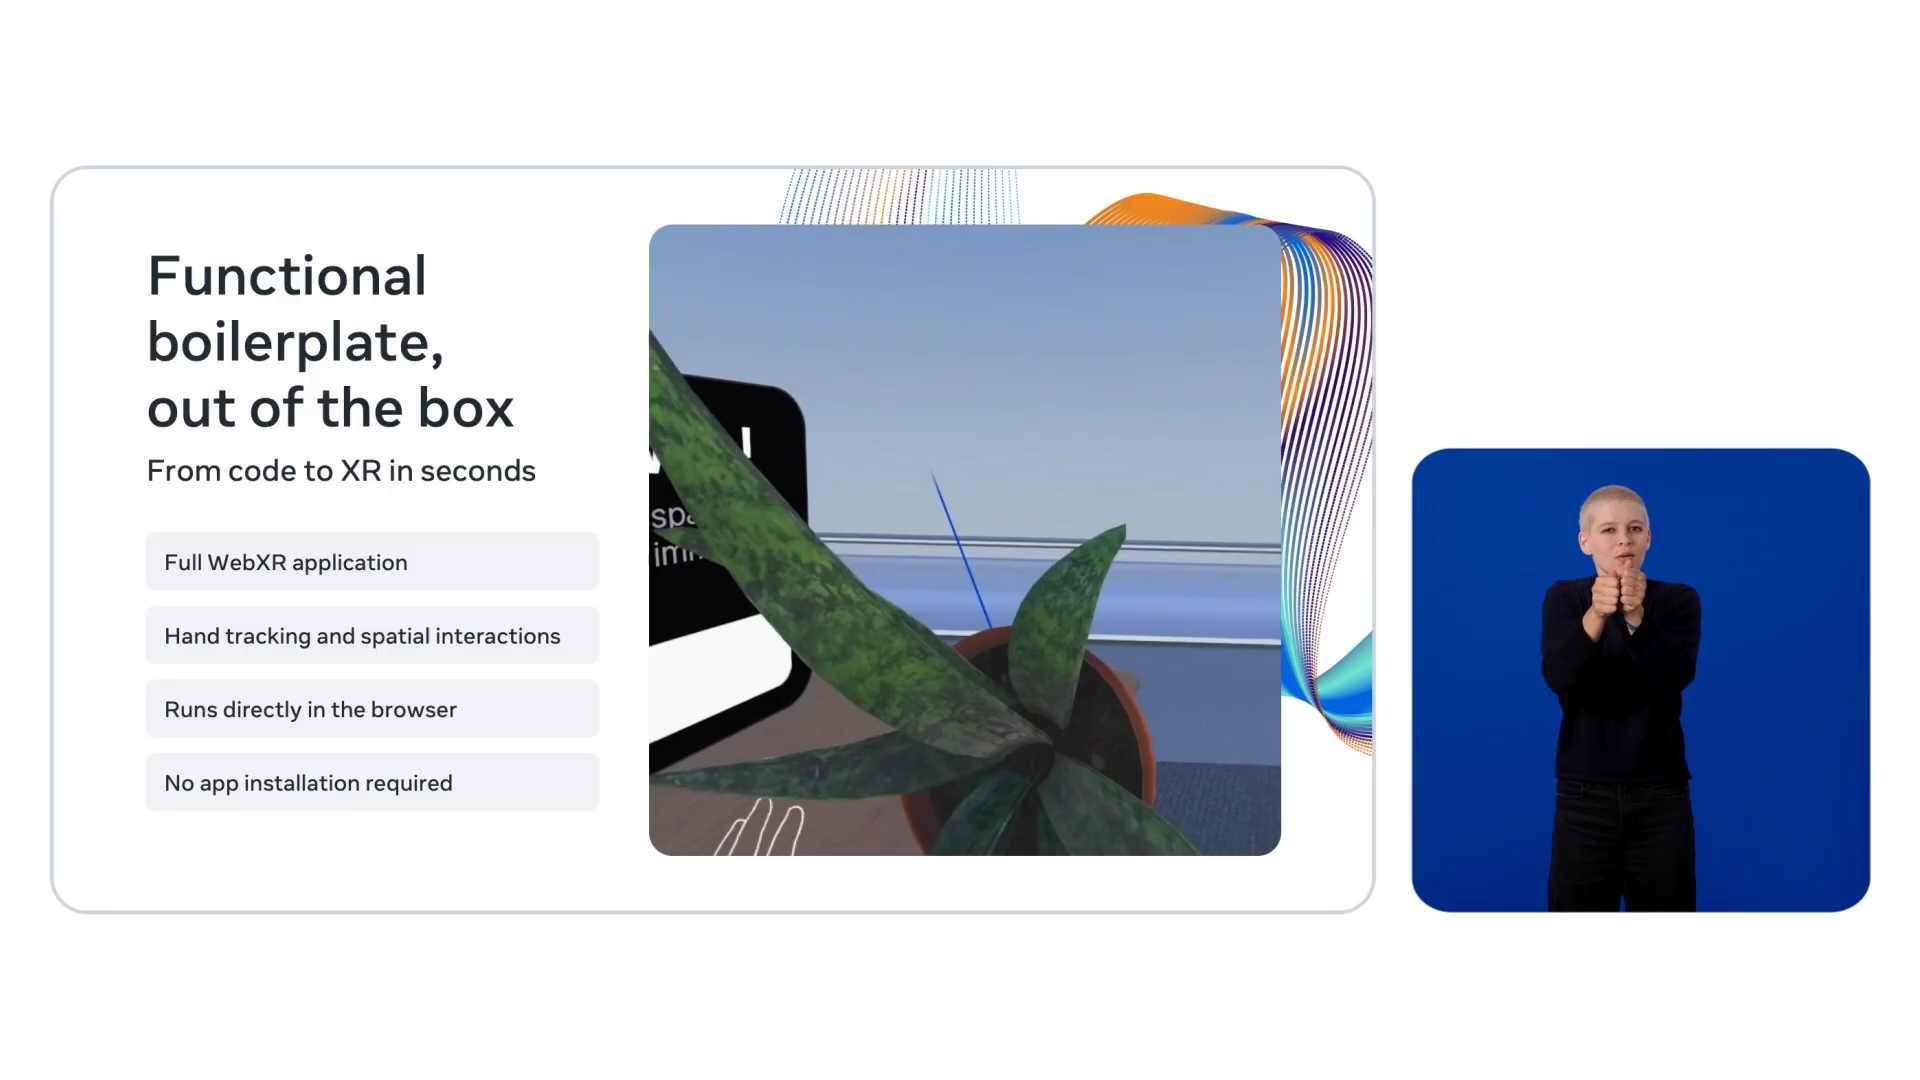 Functional
boilerplate,
out of the box
From code to XR in seconds
Full WebXR application
Hand tracking and spatial interactions
Runs directly in the browser
No app installation required